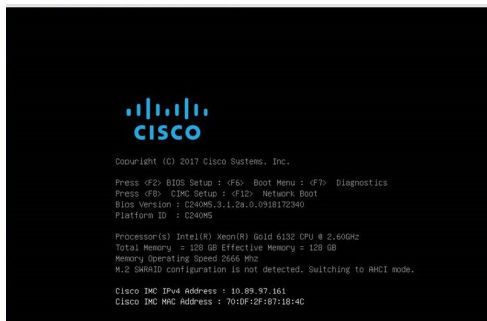 CISCO
Copyright (C) 2017 Cisco Systems, Inc.
Press <F2> BIOS Setup : <F6> Boot Menu : <F7> Diagnostics
Press <F8> CIMC Setup : <F12> Network Boot
Bios Version : C240M5.3.1.2a.0.0918172340
Platform ID : C240M5
Processor(s) Intel(R) Xeon(R) Gold 6132 CPU @ 2.60GHz
Total Memory = 128 GB Effective Memory = 128 GB
Memory Operating Speed 2666 Mhz
M.2 SWRAID configuration is not detected. Switching to AHCI mode.
Cisco IMC IPv4 Address : 10.89.97.161
Cisco IMC MAC Address : 70:DF:2F:87:18:4C